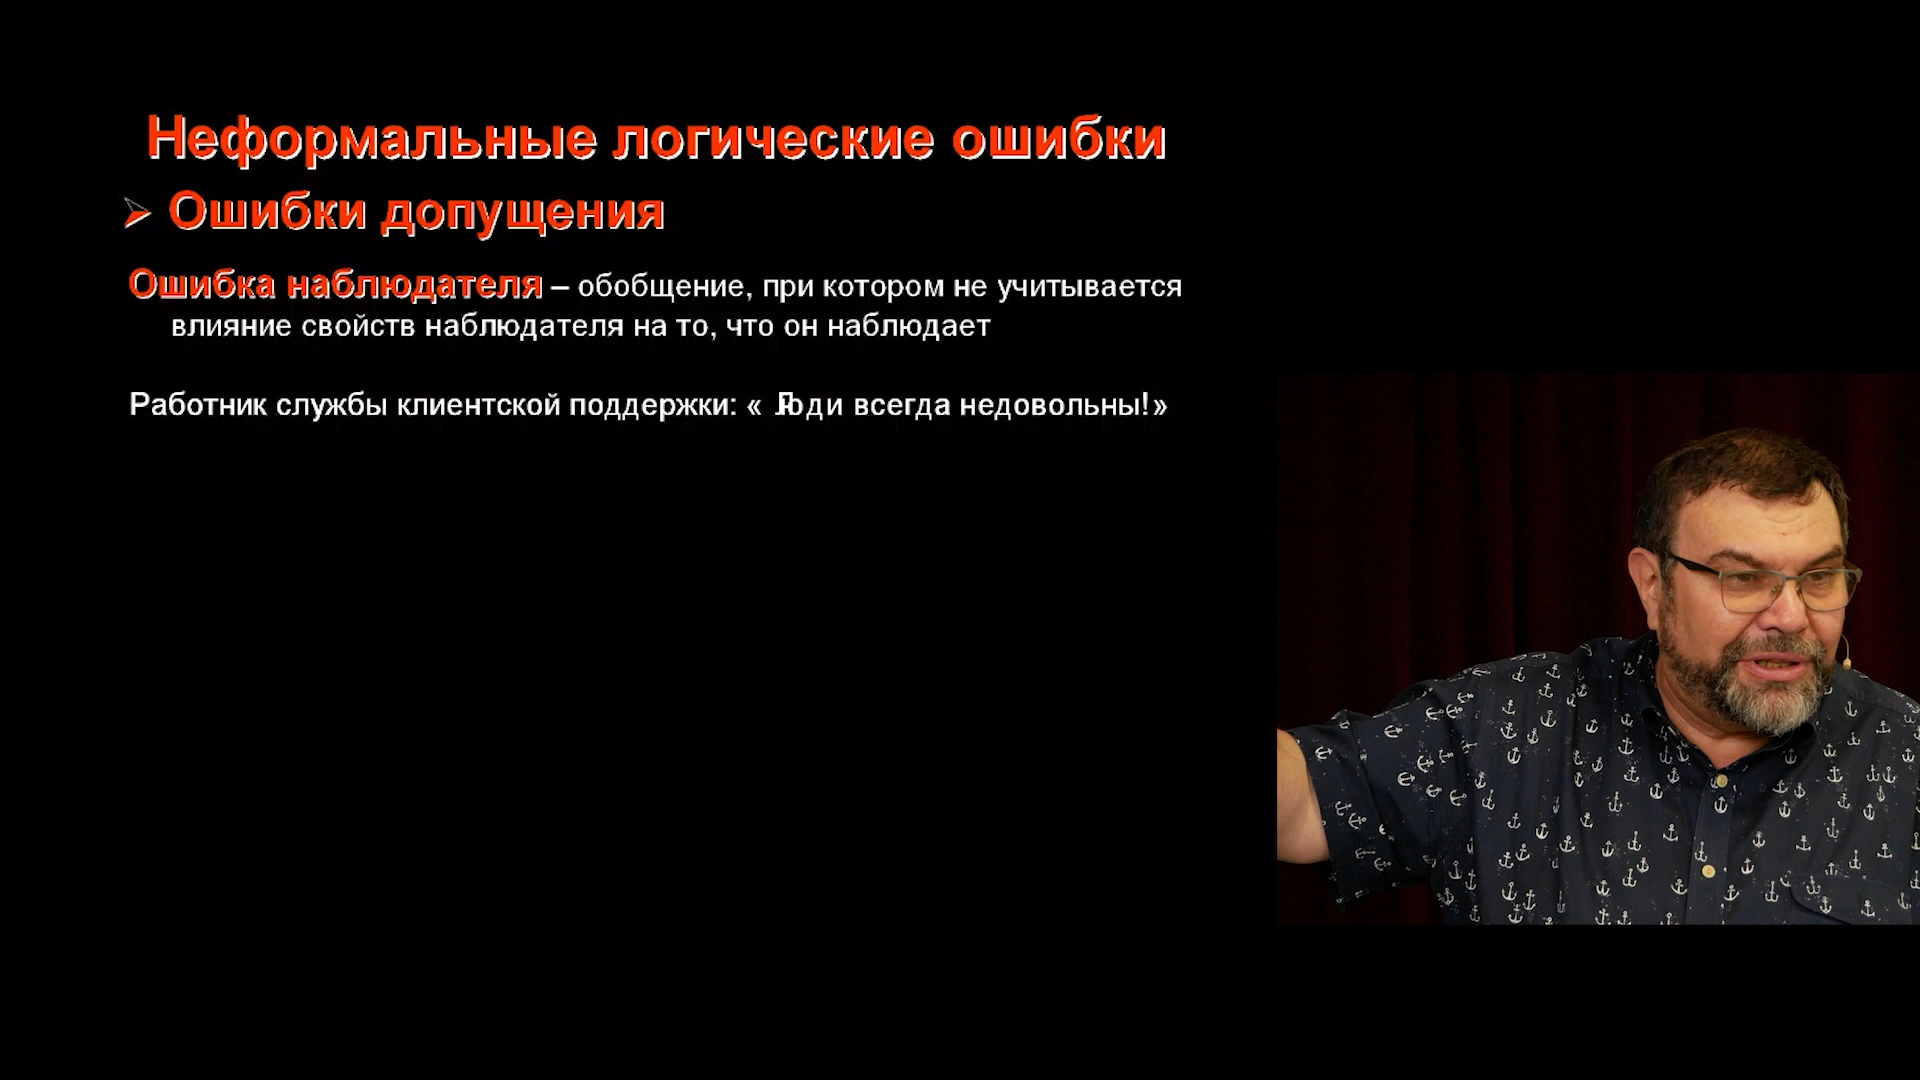 Неформальные логические ошибки
➢ Ошибки допущения
Ошибка наблюдателя – обобщение, при котором не учитывается
влияние свойств наблюдателя на то, что он наблюдает
Работник службы клиентской поддержки: « Люди всегда недовольны!»